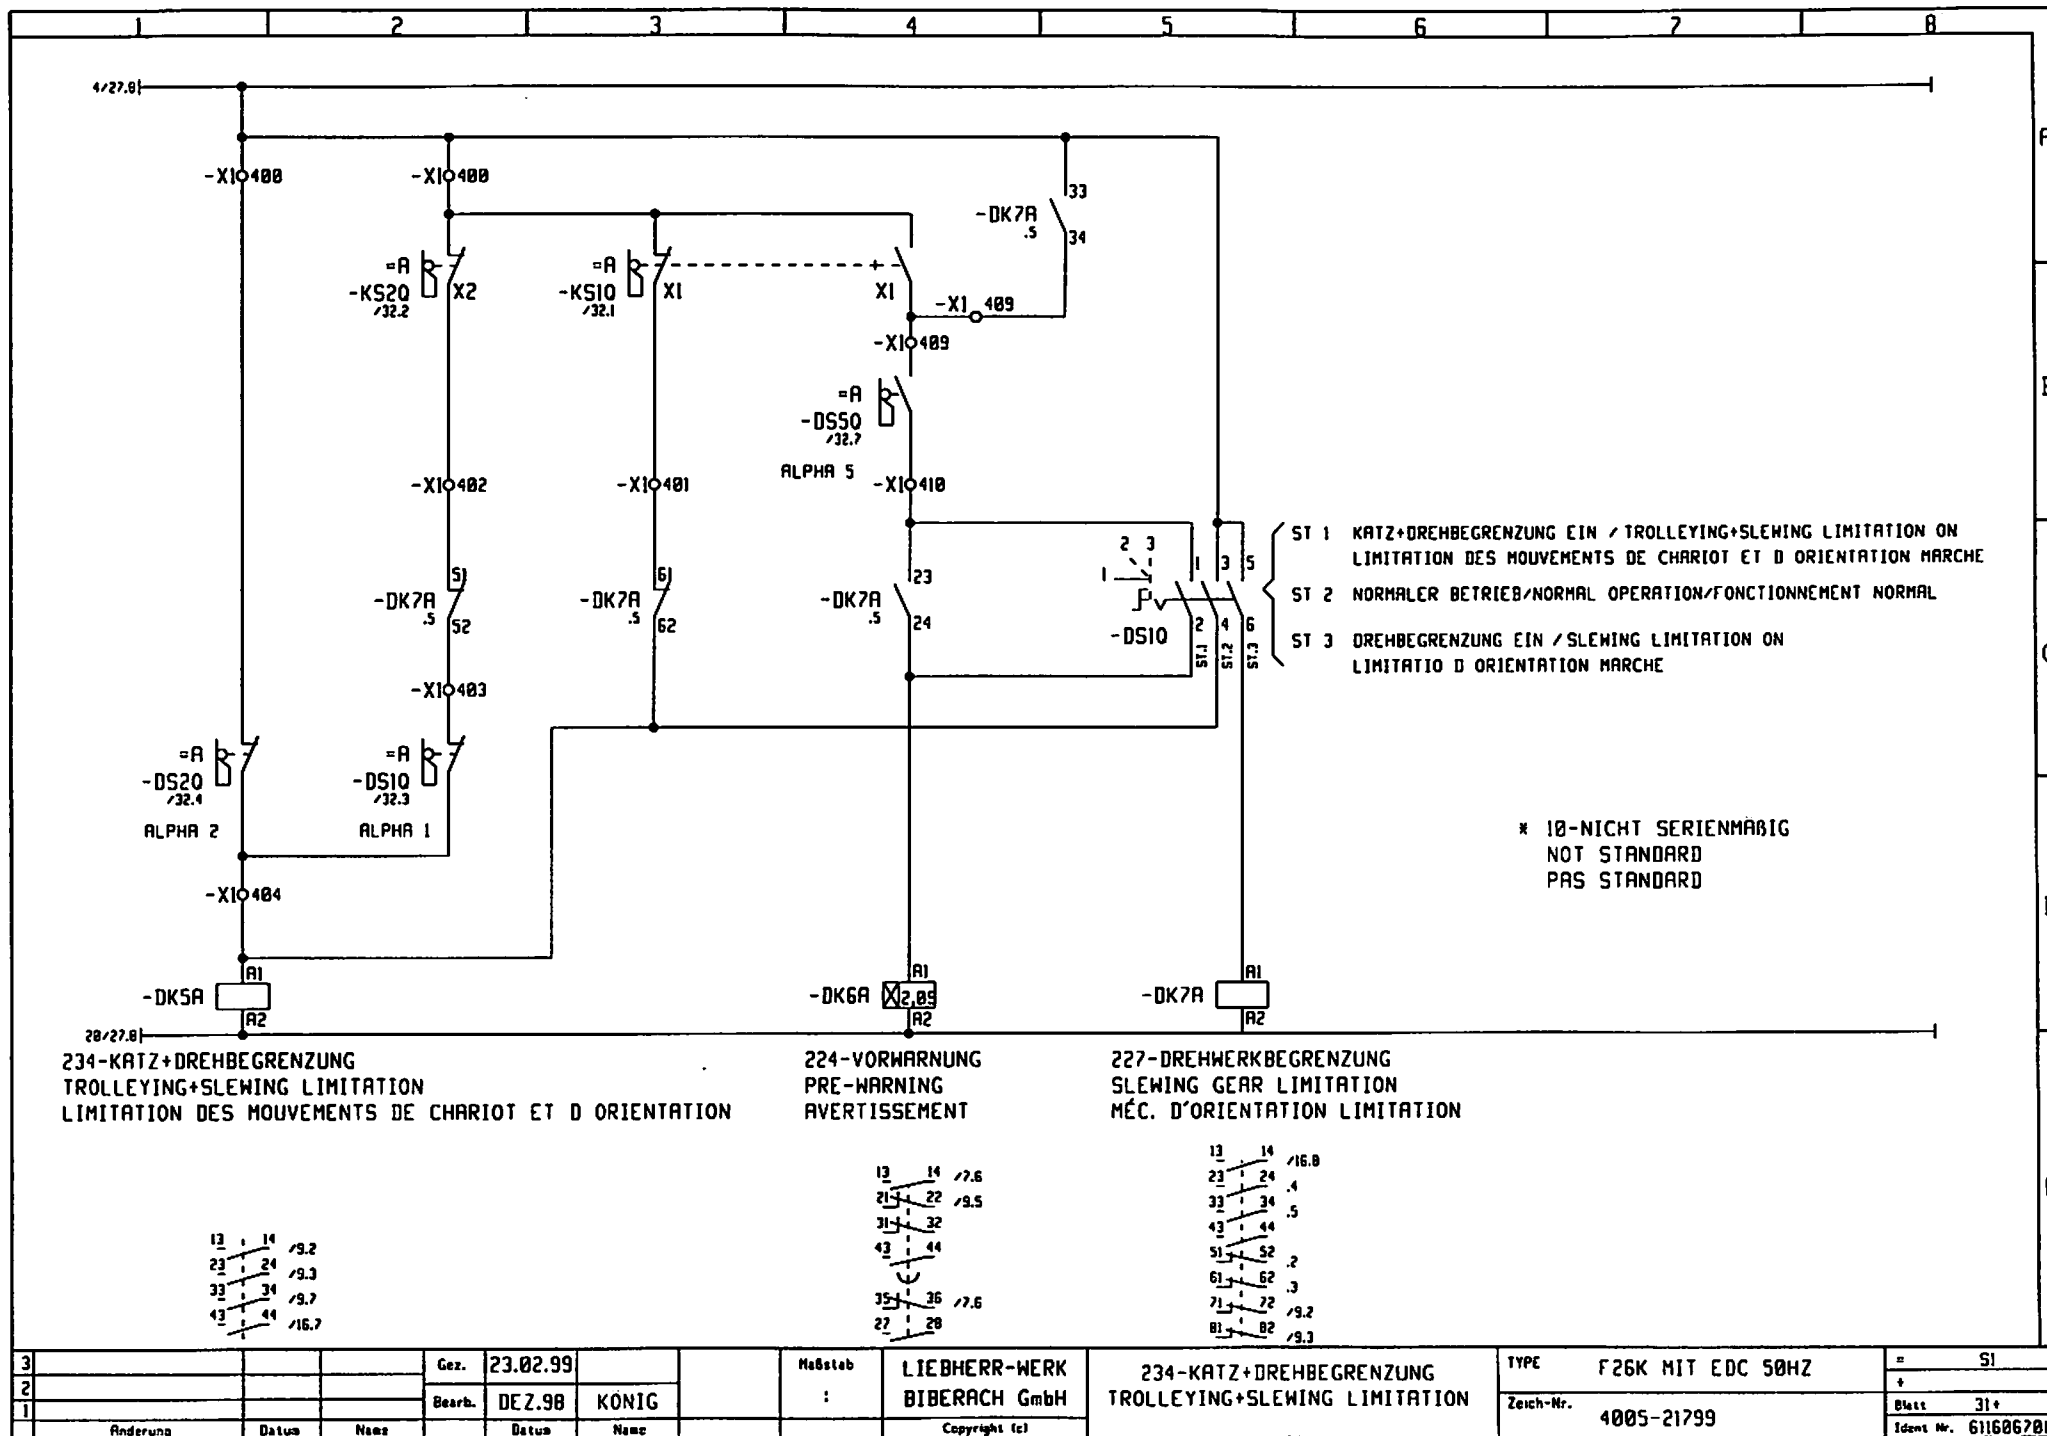 1 2 3 4 5 6 7 8
4/27.8
-X1 400
-X1 400
33
-DK7A
.5
34
=A
-KS2Q
/32.2
X2
=A
-KS1Q
/32.1
X1
X1
-X1 409
-X1 409
=A
-DS5Q
/32.7
ALPHA 5
-X1 402
-X1 401
-X1 410
ST 1 KATZ+DREHBEGRENZUNG EIN / TROLLEYING+SLEWING LIMITATION ON
LIMITATION DES MOUVEMENTS DE CHARIOT ET D ORIENTATION MARCHE
ST 2 NORMALER BETRIEB/NORMAL OPERATION/FONCTIONNEMENT NORMAL
ST 3 DREHBEGRENZUNG EIN / SLEWING LIMITATION ON
LIMITATIO D ORIENTATION MARCHE
2 3
1
1 3 5
-DS1Q
2 4 6
ST.1 ST.2 ST.3
51
-DK7A
.5
52
61
-DK7A
.5
62
23
-DK7A
.5
24
-X1 403
=A
-DS2Q
/32.4
ALPHA 2
=A
-DS1Q
/32.3
ALPHA 1
* 10-NICHT SERIENMÄßIG
NOT STANDARD
PAS STANDARD
-X1 404
A1
-DK5A
A2
A1
-DK6A
2,0S
A2
A1
-DK7A
A2
20/27.8
234-KATZ+DREHBEGRENZUNG
TROLLEYING+SLEWING LIMITATION
LIMITATION DES MOUVEMENTS DE CHARIOT ET D ORIENTATION
224-VORWARNUNG
PRE-WARNING
AVERTISSEMENT
227-DREHWERKBEGRENZUNG
SLEWING GEAR LIMITATION
MÉC. D'ORIENTATION LIMITATION
13 14 /9.2
23 24 /9.3
33 34 /9.7
43 44 /16.7
13 14 /7.6
21 22 /9.5
31 32
43 44
35 36 /7.6
27 28
13 14 /16.8
23 24 .4
33 34 .5
43 44
51 52 .2
61 62 .3
71 72 /9.2
81 82 /9.3
3
2
1
Änderung Datum Name
Gez. 23.02.99
Bearb. DEZ.98 KÖNIG
Datum Name
Maßstab
:
LIEBHERR-WERK
BIBERACH GmbH
Copyright (c)
234-KATZ+DREHBEGRENZUNG
TROLLEYING+SLEWING LIMITATION
TYPE F26K MIT EDC 50HZ
Zeich-Nr. 4005-21799
= S1
+
Blatt 31+
Ident Nr. 611606701